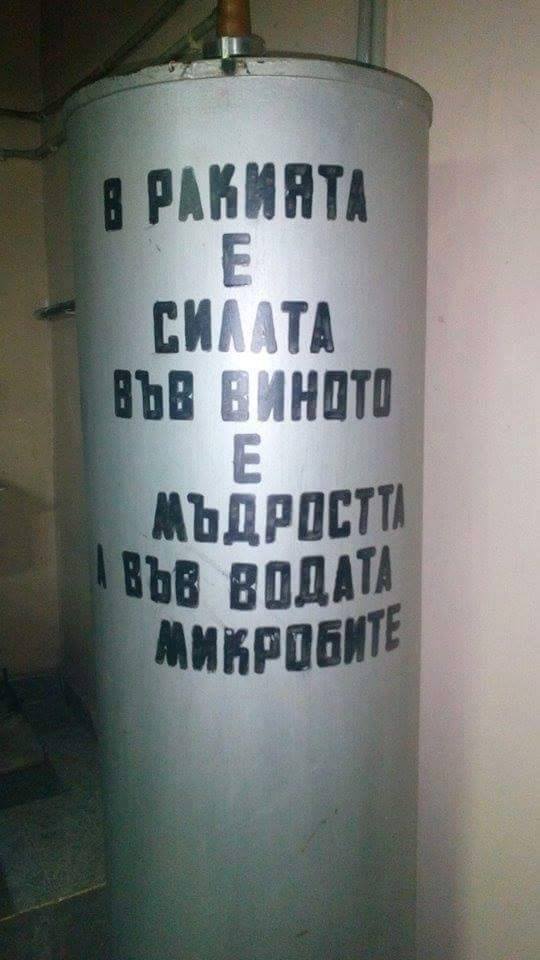 В РАКИЯТА
Е
СИЛАТА
ВЪВ ВИНОТО
Е
МЪДРОСТТА
А ВЪВ ВОДАТА
МИКРОБИТЕ